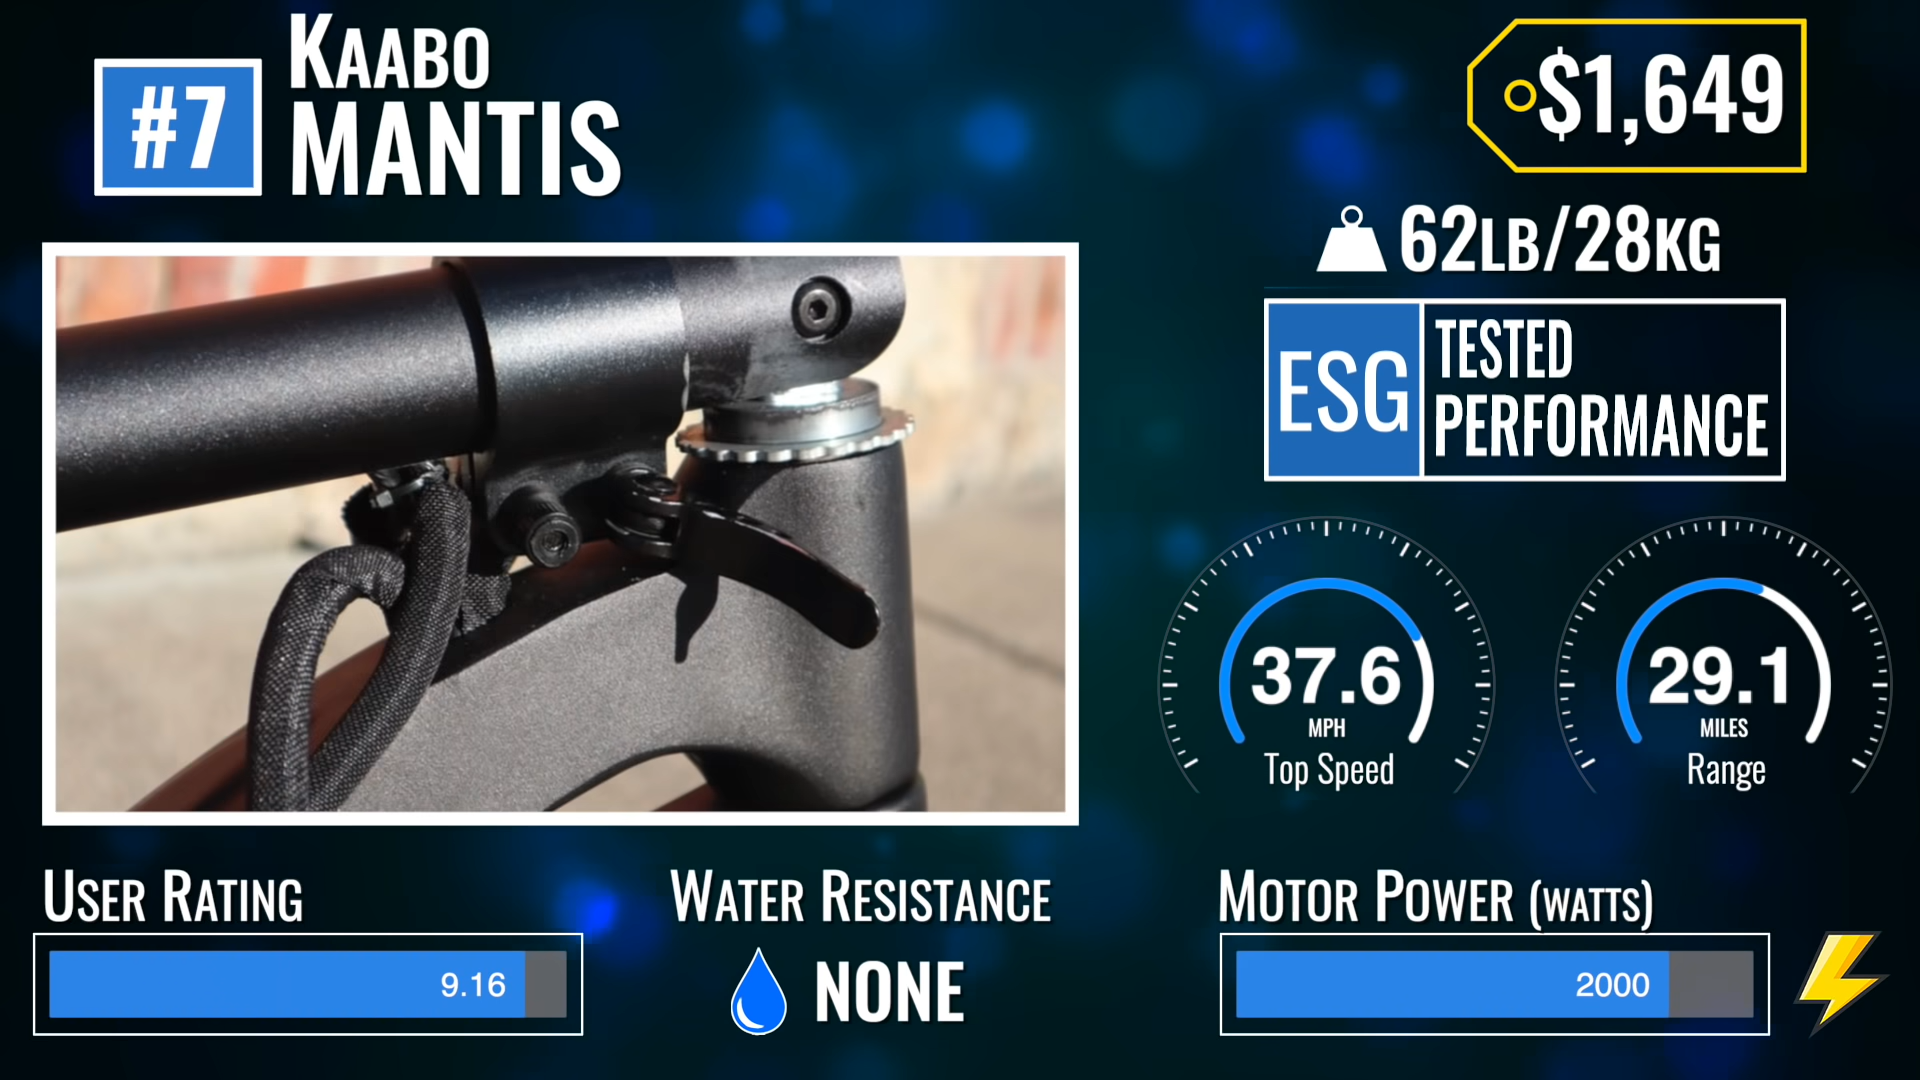 #7
KAABO
MANTIS
$1,649
62LB/28KG
ESG
TESTED
PERFORMANCE
37.6
MPH
Top Speed
29.1
MILES
Range
USER RATING
9.16
WATER RESISTANCE
NONE
MOTOR POWER (WATTS)
2000